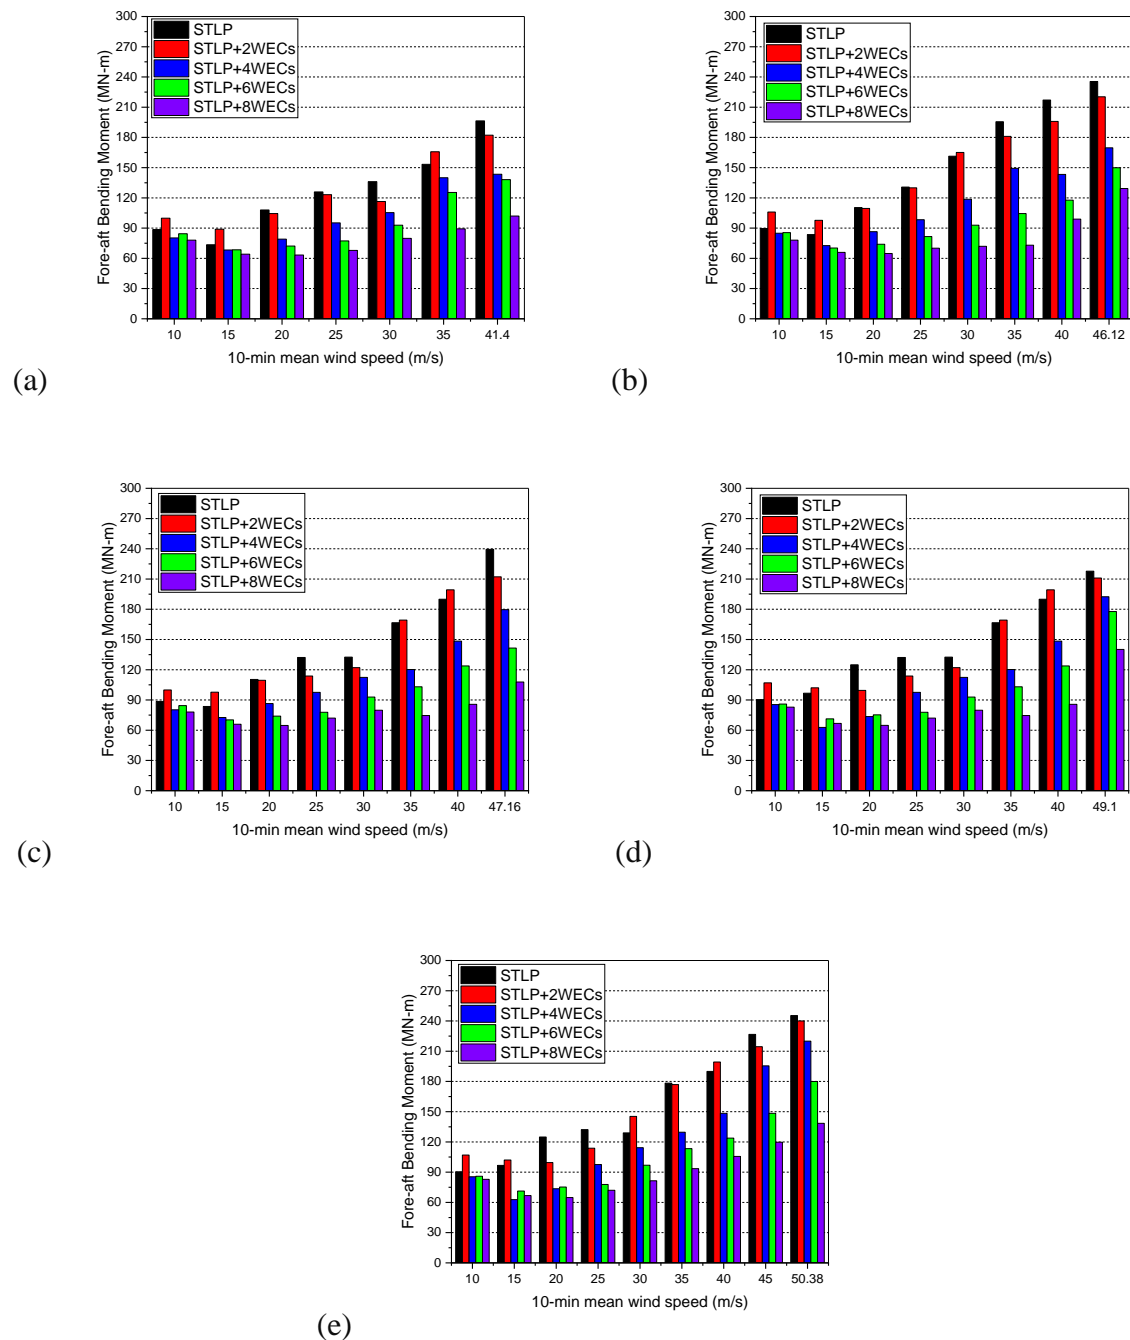 300
270
240
210
180
150
120
90
60
30
0
Fore-aft Bending Moment (MN-m)
STLP
STLP+2WECs
STLP+4WECs
STLP+6WECs
STLP+8WECs
10 15 20 25 30 35 41.4
10-min mean wind speed (m/s)
(a)
300
270
240
210
180
150
120
90
60
30
0
Fore-aft Bending Moment (MN-m)
STLP
STLP+2WECs
STLP+4WECs
STLP+6WECs
STLP+8WECs
10 15 20 25 30 35 40 46.12
10-min mean wind speed (m/s)
(b)
300
270
240
210
180
150
120
90
60
30
0
Fore-aft Bending Moment (MN-m)
STLP
STLP+2WECs
STLP+4WECs
STLP+6WECs
STLP+8WECs
10 15 20 25 30 35 40 47.16
10-min mean wind speed (m/s)
(c)
300
270
240
210
180
150
120
90
60
30
0
Fore-aft Bending Moment (MN-m)
STLP
STLP+2WECs
STLP+4WECs
STLP+6WECs
STLP+8WECs
10 15 20 25 30 35 40 49.1
10-min mean wind speed (m/s)
(d)
300
270
240
210
180
150
120
90
60
30
0
Fore-aft Bending Moment (MN-m)
STLP
STLP+2WECs
STLP+4WECs
STLP+6WECs
STLP+8WECs
10 15 20 25 30 35 40 45 50.38
10-min mean wind speed (m/s)
(e)